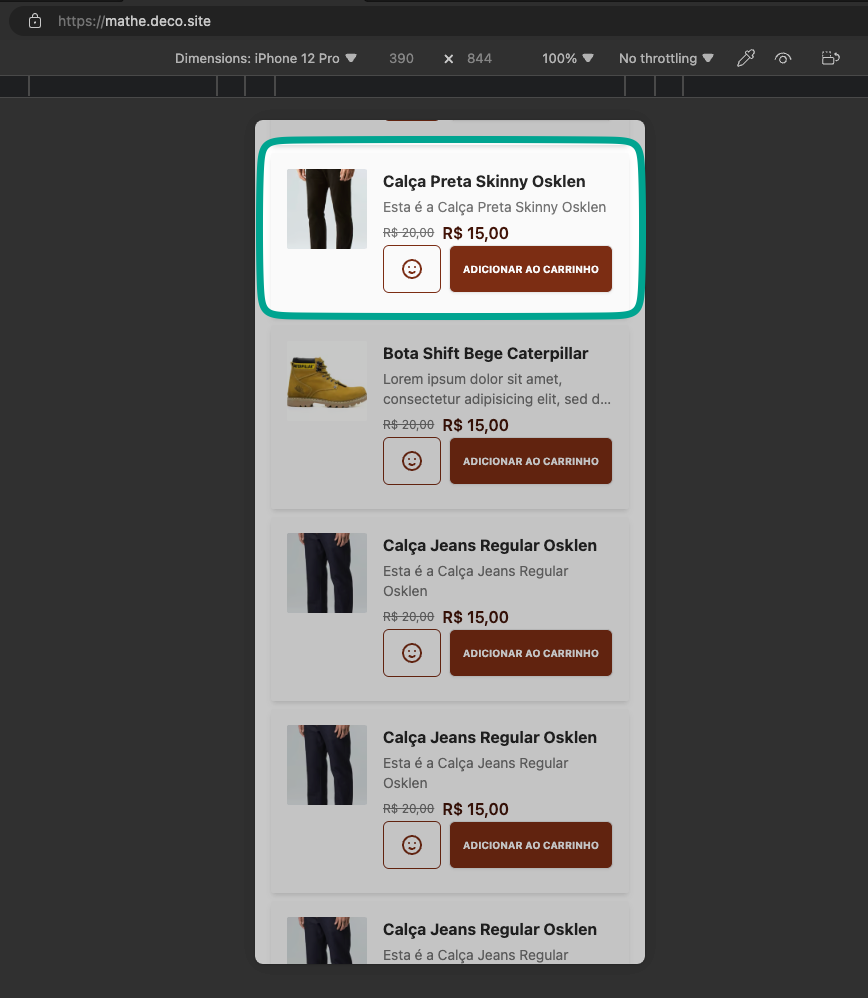 https://mathe.deco.site
Dimensions: iPhone 12 Pro ▼ 390 × 844 100% ▼ No throttling ▼
Calça Preta Skinny Osklen
Esta é a Calça Preta Skinny Osklen
R$ 20,00 R$ 15,00
ADICIONAR AO CARRINHO
Bota Shift Bege Caterpillar
Lorem ipsum dolor sit amet,
consectetur adipisicing elit, sed d...
R$ 20,00 R$ 15,00
ADICIONAR AO CARRINHO
Calça Jeans Regular Osklen
Esta é a Calça Jeans Regular
Osklen
R$ 20,00 R$ 15,00
ADICIONAR AO CARRINHO
Calça Jeans Regular Osklen
Esta é a Calça Jeans Regular
Osklen
R$ 20,00 R$ 15,00
ADICIONAR AO CARRINHO
Calça Jeans Regular Osklen
Esta é a Calça Jeans Regular